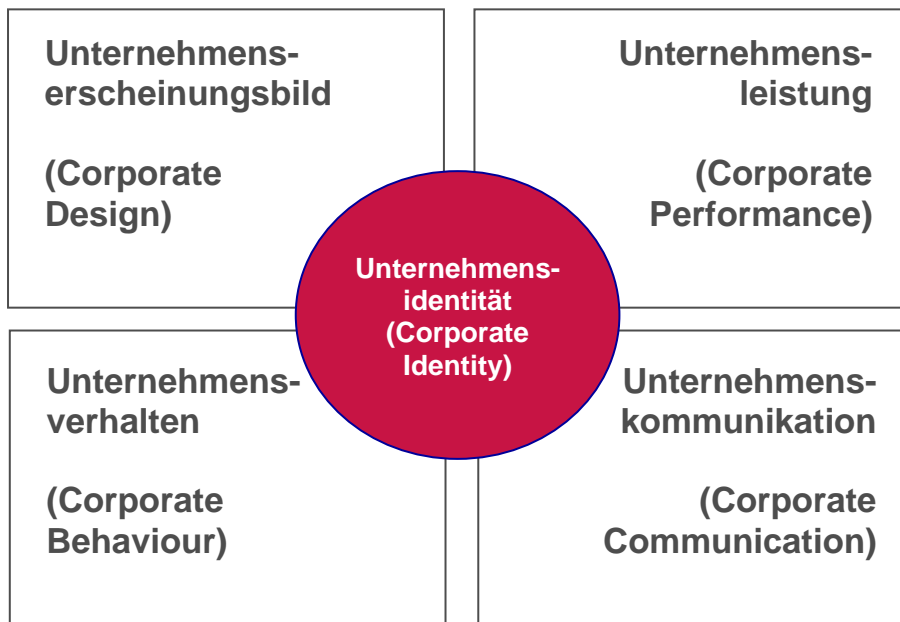 Unternehmens-
erscheinungsbild
(Corporate
Design)
Unternehmens-
leistung
(Corporate
Performance)
Unternehmens-
identität
(Corporate
Identity)
Unternehmens-
verhalten
(Corporate
Behaviour)
Unternehmens-
kommunikation
(Corporate
Communication)